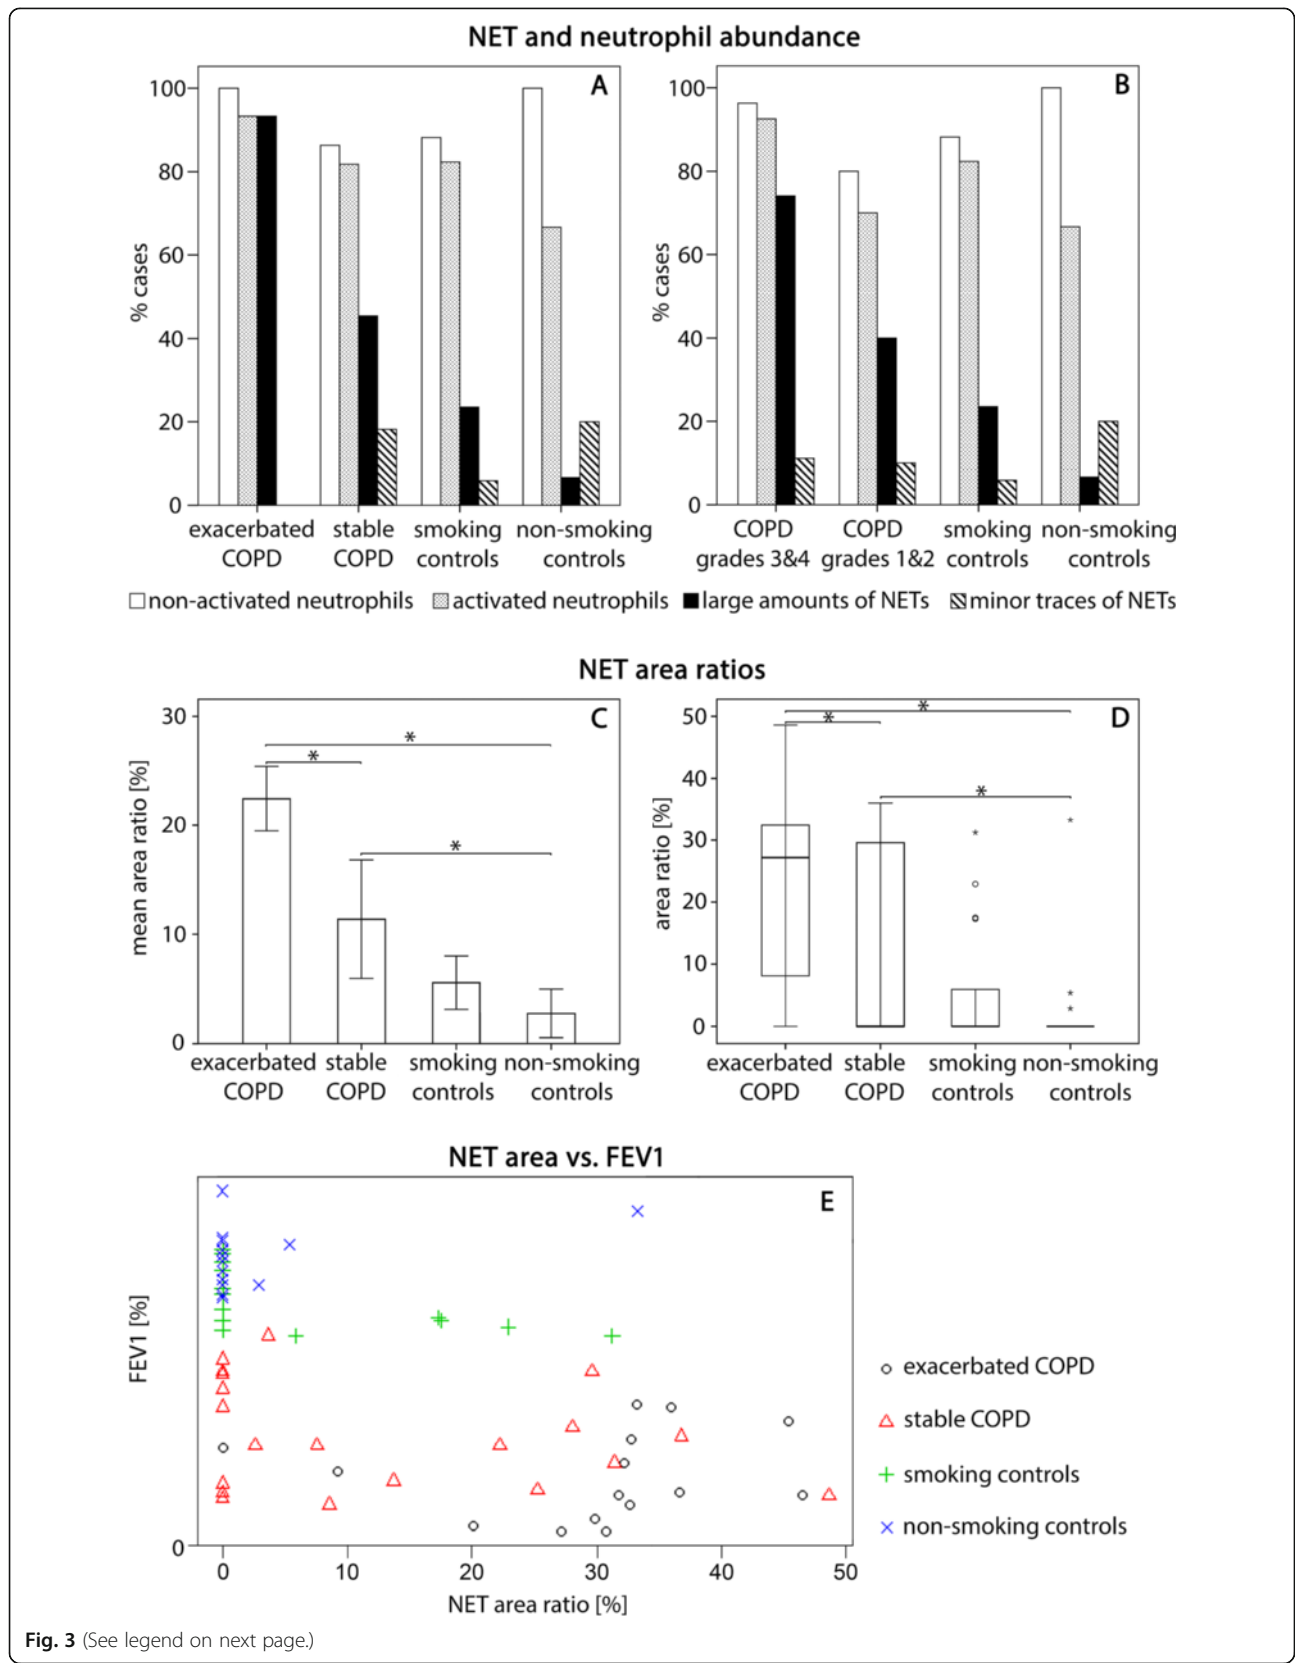 NET and neutrophil abundance
A
100
80
60
40
20
0
% cases
exacerbated COPD
stable COPD
smoking controls
non-smoking controls
B
100
80
60
40
20
0
% cases
COPD grades 3&4
COPD grades 1&2
smoking controls
non-smoking controls
non-activated neutrophils
activated neutrophils
large amounts of NETs
minor traces of NETs
NET area ratios
C
30
20
10
0
mean area ratio [%]
*
*
*
exacerbated COPD
stable COPD
smoking controls
non-smoking controls
D
50
40
30
20
10
0
area ratio [%]
*
*
*
exacerbated COPD
stable COPD
smoking controls
non-smoking controls
NET area vs. FEV1
E
FEV1 [%]
0
0
10
20
30
40
50
NET area ratio [%]
exacerbated COPD
stable COPD
smoking controls
non-smoking controls
Fig. 3 (See legend on next page.)